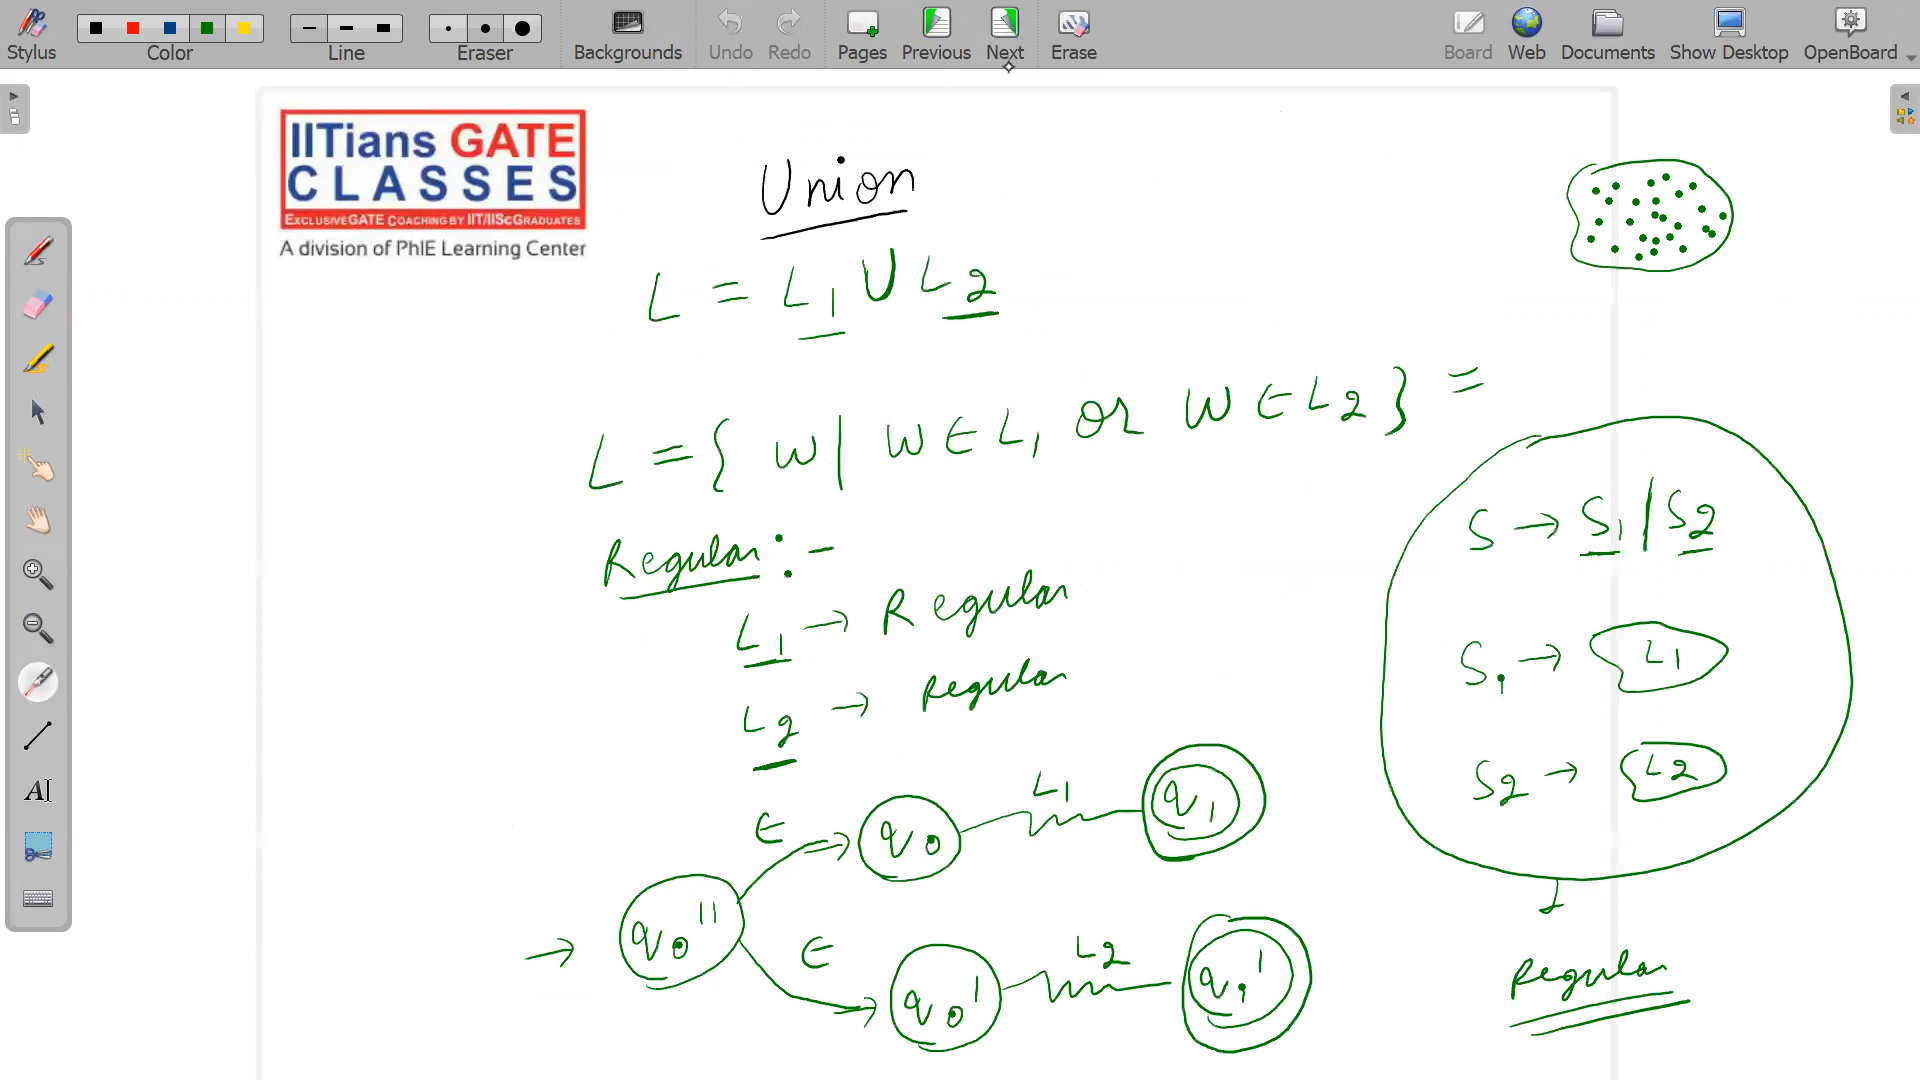 Stylus Color Line Eraser Backgrounds Undo Redo Pages Previous Next Erase Board Web Documents Show Desktop OpenBoard
IITians GATE
CLASSES
EXCLUSIVE GATE COACHING BY IIT/IISc GRADUATES
A division of PhIE Learning Center
Union
L = L1 ∪ L2
L = { w | w ∈ L1 or w ∈ L2 } =
Regular :-
L1 → Regular
L2 → Regular
S → S1 | S2
S1 → L1
S2 → L2
Regular
→ q0'' ∈ q0 L1 q1
∈ q0' L2 q1'
AI